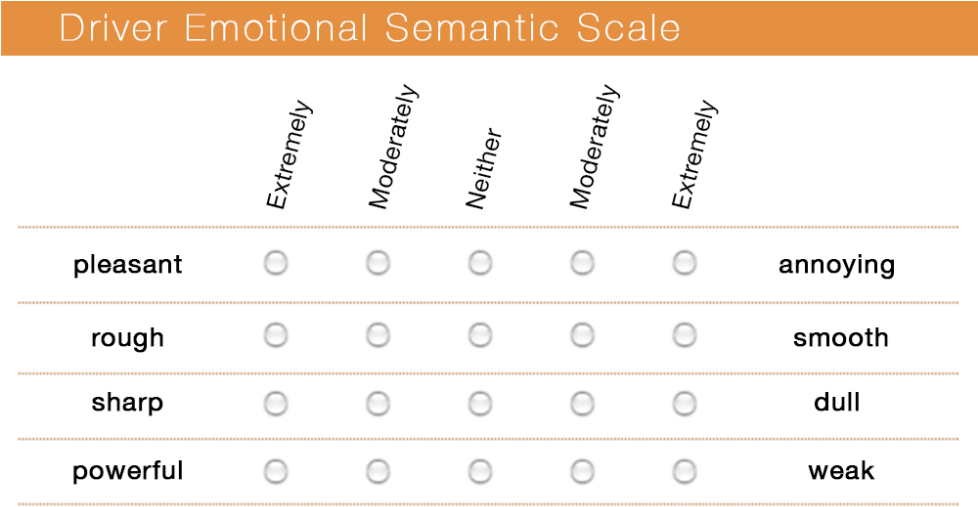 Driver Emotional Semantic Scale
Extremely
Moderately
Neither
Moderately
Extremely
pleasant annoying
rough smooth
sharp dull
powerful weak